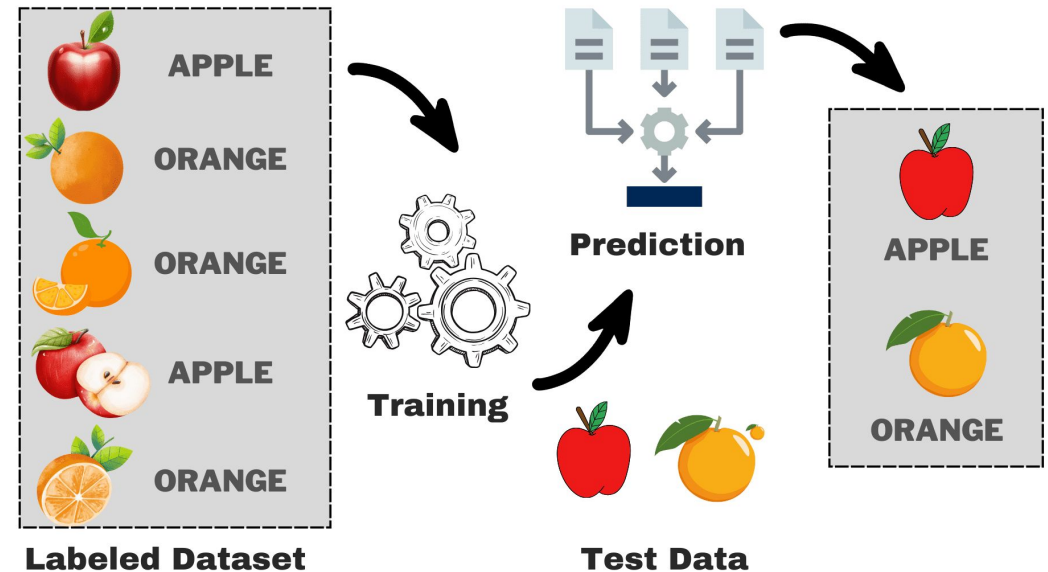 APPLE
ORANGE
ORANGE
APPLE
ORANGE
Labeled Dataset
Training
Prediction
Test Data
APPLE
ORANGE